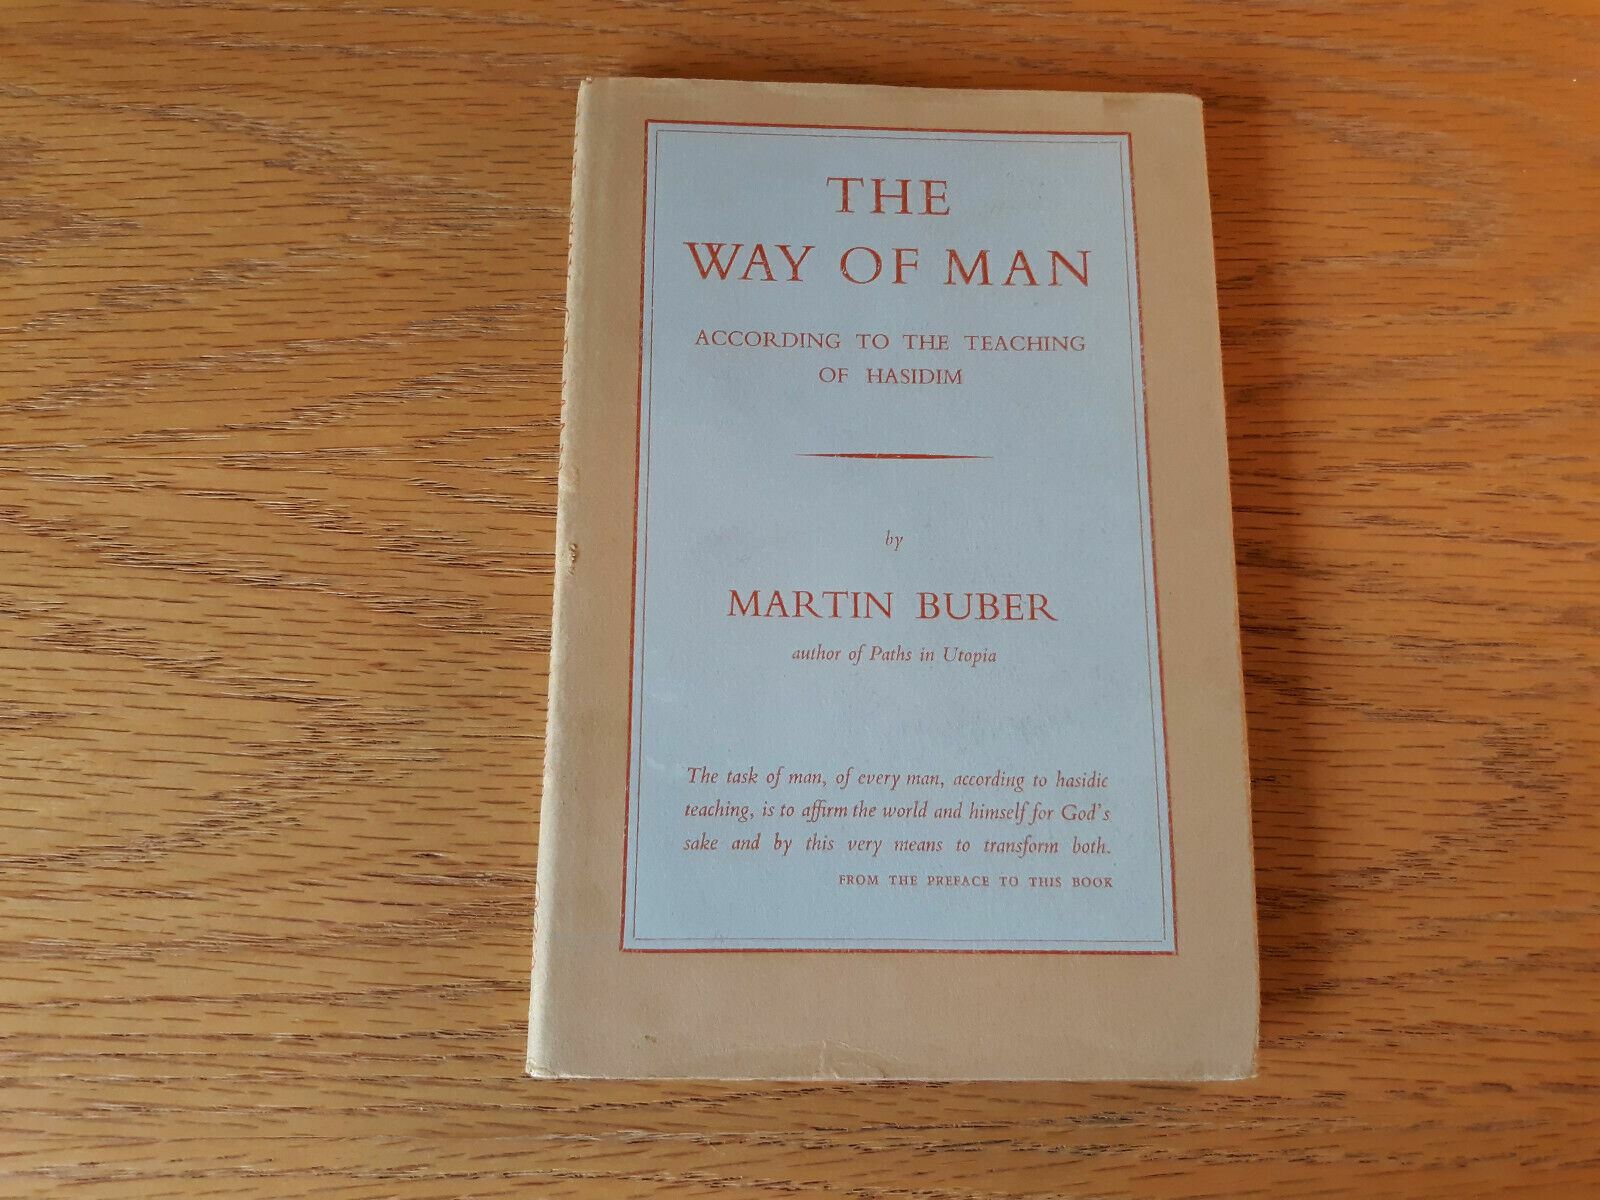 THE
WAY OF MAN
ACCORDING TO THE TEACHING
OF HASIDIM
by
MARTIN BUBER
author of Paths in Utopia
The task of man, of every man, according to hasidic
teaching, is to affirm the world and himself for God's
sake and by this very means to transform both.
FROM THE PREFACE TO THIS BOOK